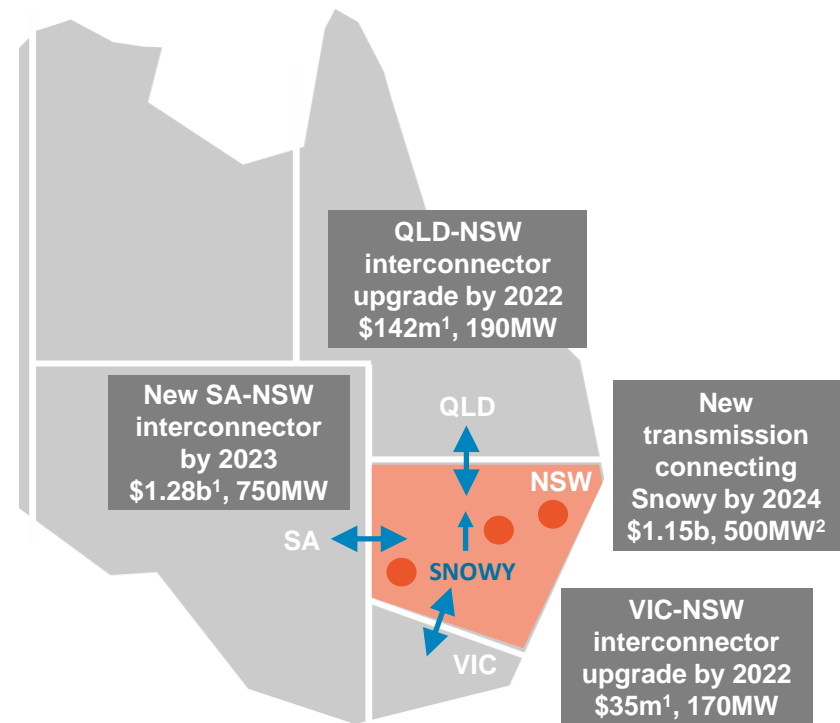 QLD-NSW
interconnector
upgrade by 2022
$142m¹, 190MW
New SA-NSW
interconnector
by 2023
$1.28b¹, 750MW
QLD
New
transmission
connecting
Snowy by 2024
$1.15b, 500MW²
NSW
SA
SNOWY
VIC
VIC-NSW
interconnector
upgrade by 2022
$35m¹, 170MW